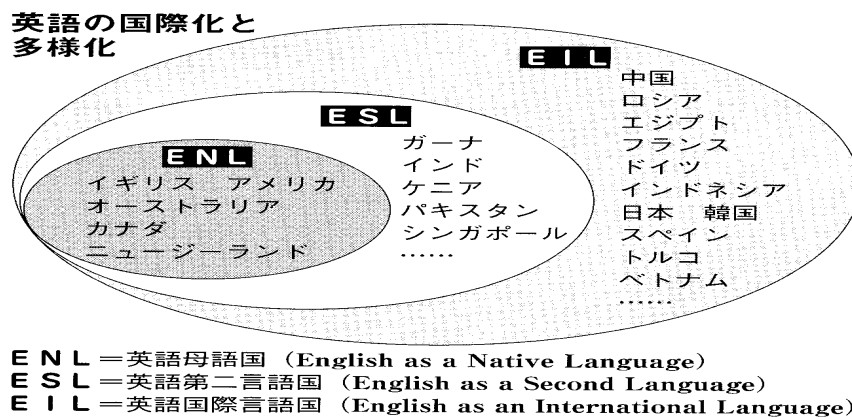 英語の国際化と
多様化
EIL
中国
ロシア
エジプト
フランス
ドイツ
インドネシア
日本 韓国
スペイン
トルコ
ベトナム
……
ESL
ガーナ
インド
ケニア
パキスタン
シンガポール
……
ENL
イギリス アメリカ
オーストラリア
カナダ
ニュージーランド
ENL＝英語母語国 (English as a Native Language)
ESL＝英語第二言語国 (English as a Second Language)
EIL＝英語国際言語国 (English as an International Language)